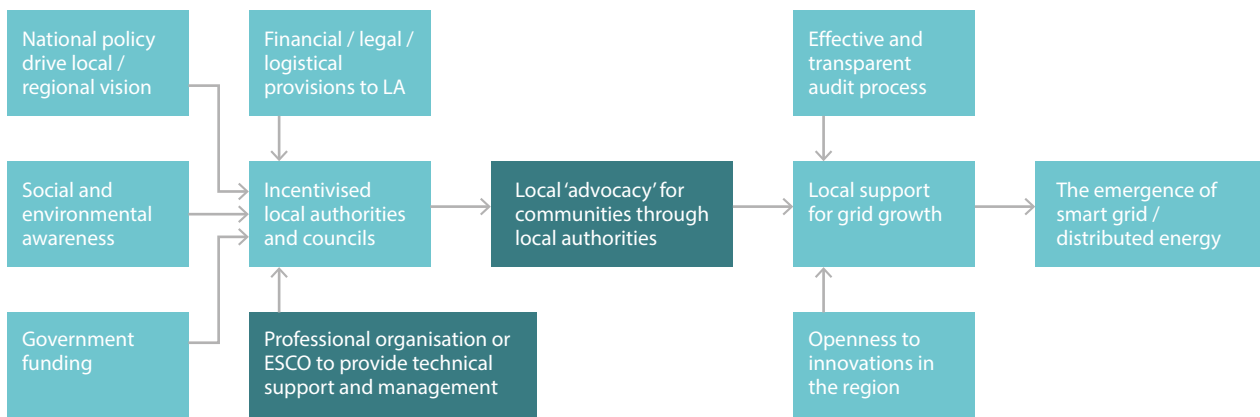 National policy
drive local /
regional vision
Financial / legal /
logistical
provisions to LA
Effective and
transparent
audit process
Social and
environmental
awareness
Incentivised
local authorities
and councils
Local ‘advocacy’ for
communities through
local authorities
Local support
for grid growth
The emergence of
smart grid /
distributed energy
Government
funding
Professional organisation or
ESCO to provide technical
support and management
Openness to
innovations in
the region